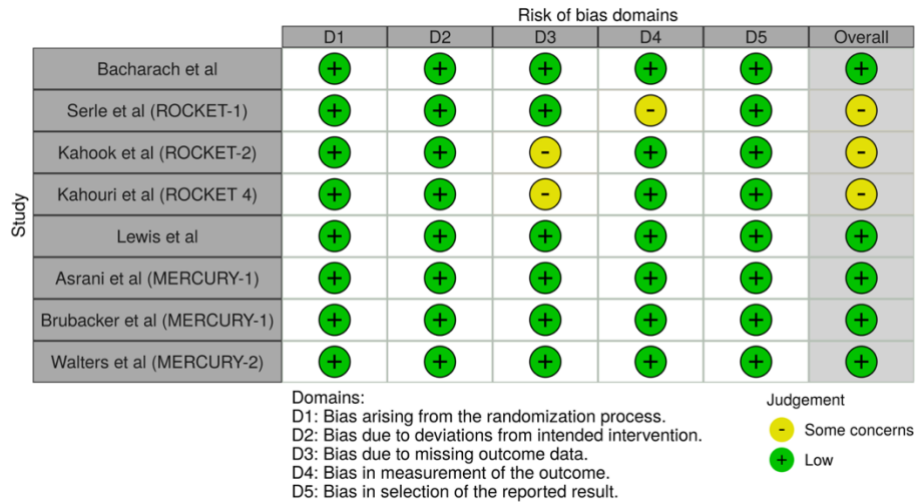 Risk of bias domains
D1 D2 D3 D4 D5 Overall
Study
Bacharach et al + + + + + +
Serle et al (ROCKET-1) + + + - + -
Kahook et al (ROCKET-2) + + - + + -
Kahouri et al (ROCKET 4) + + - + + -
Lewis et al + + + + + +
Asrani et al (MERCURY-1) + + + + + +
Brubacker et al (MERCURY-1) + + + + + +
Walters et al (MERCURY-2) + + + + + +
Domains:
D1: Bias arising from the randomization process.
D2: Bias due to deviations from intended intervention.
D3: Bias due to missing outcome data.
D4: Bias in measurement of the outcome.
D5: Bias in selection of the reported result.
Judgement
- Some concerns
+ Low